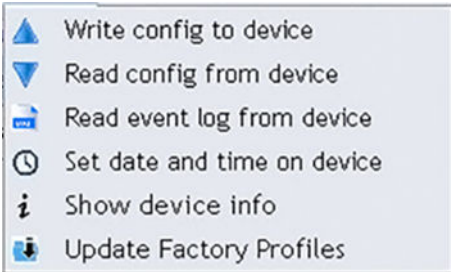 Write config to device
Read config from device
Read event log from device
Set date and time on device
Show device info
Update Factory Profiles